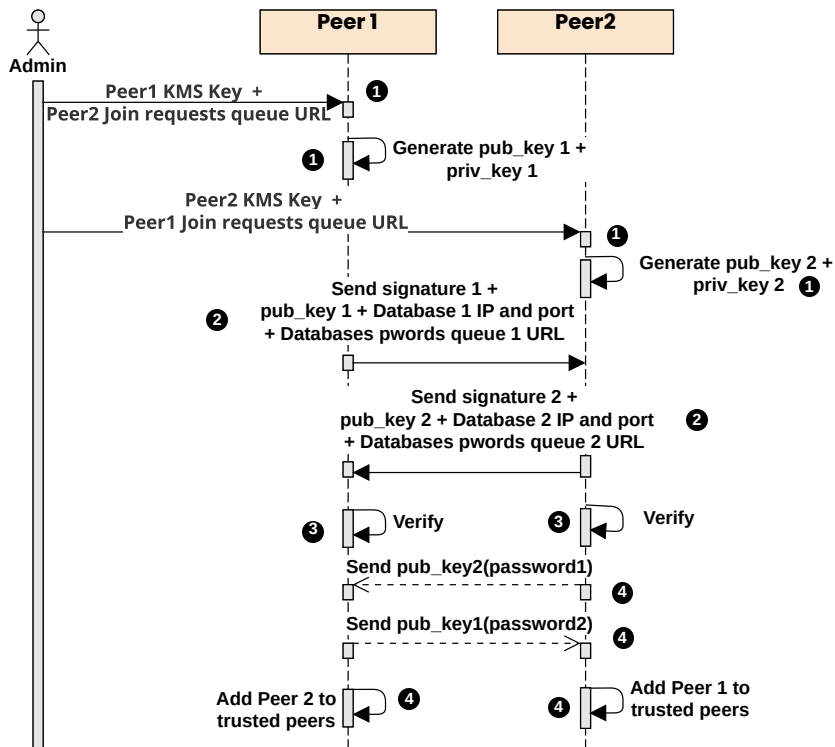 Peer 1
Peer2
Admin
Peer1 KMS Key +
Peer2 Join requests queue URL
1
1
Generate pub_key 1 +
priv_key 1
Peer2 KMS Key +
Peer1 Join requests queue URL
1
Generate pub_key 2 +
priv_key 2
1
Send signature 1 +
pub_key 1 + Database 1 IP and port
+ Databases pwords queue 1 URL
2
Send signature 2 +
pub_key 2 + Database 2 IP and port
+ Databases pwords queue 2 URL
2
3
Verify
3
Verify
Send pub_key2(password1)
4
Send pub_key1(password2)
4
Add Peer 2 to
trusted peers
4
4
Add Peer 1 to
trusted peers